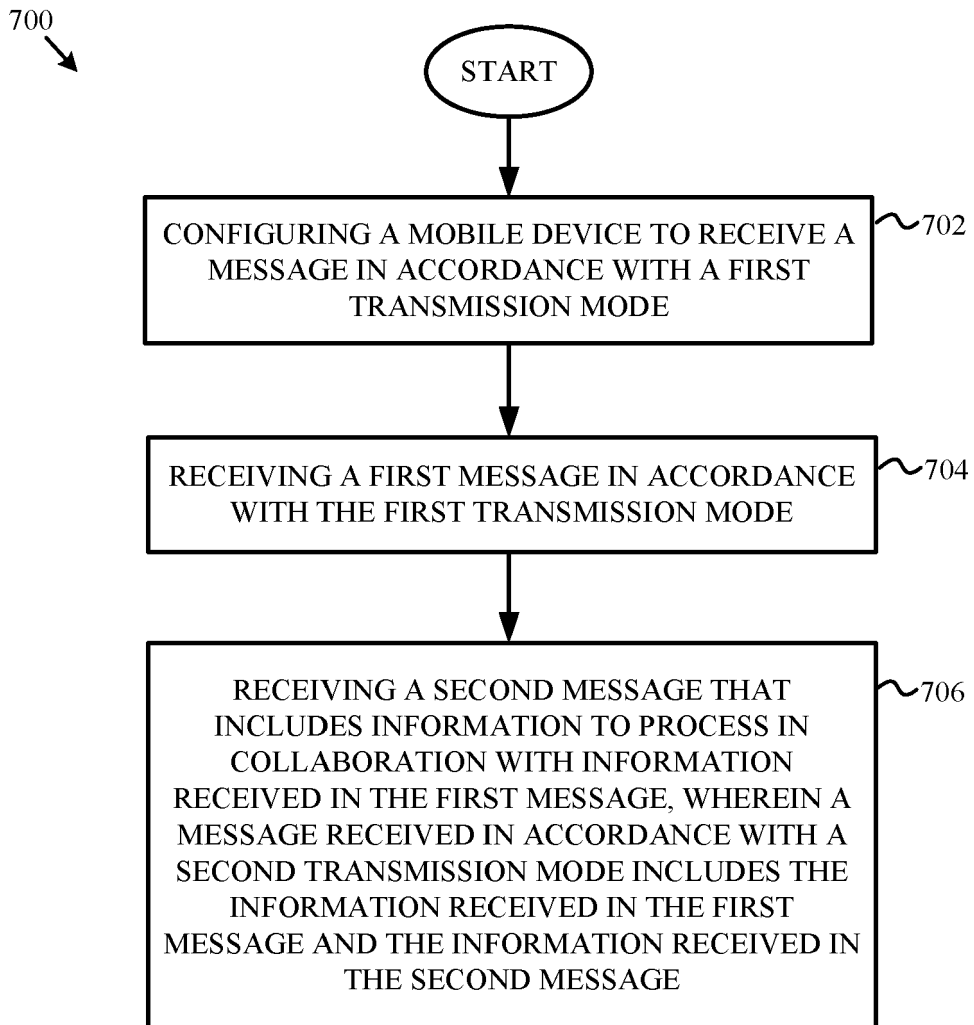 700
START
CONFIGURING A MOBILE DEVICE TO RECEIVE A
MESSAGE IN ACCORDANCE WITH A FIRST
TRANSMISSION MODE
702
RECEIVING A FIRST MESSAGE IN ACCORDANCE
WITH THE FIRST TRANSMISSION MODE
704
RECEIVING A SECOND MESSAGE THAT
INCLUDES INFORMATION TO PROCESS IN
COLLABORATION WITH INFORMATION
RECEIVED IN THE FIRST MESSAGE, WHEREIN A
MESSAGE RECEIVED IN ACCORDANCE WITH A
SECOND TRANSMISSION MODE INCLUDES THE
INFORMATION RECEIVED IN THE FIRST
MESSAGE AND THE INFORMATION RECEIVED IN
THE SECOND MESSAGE
706